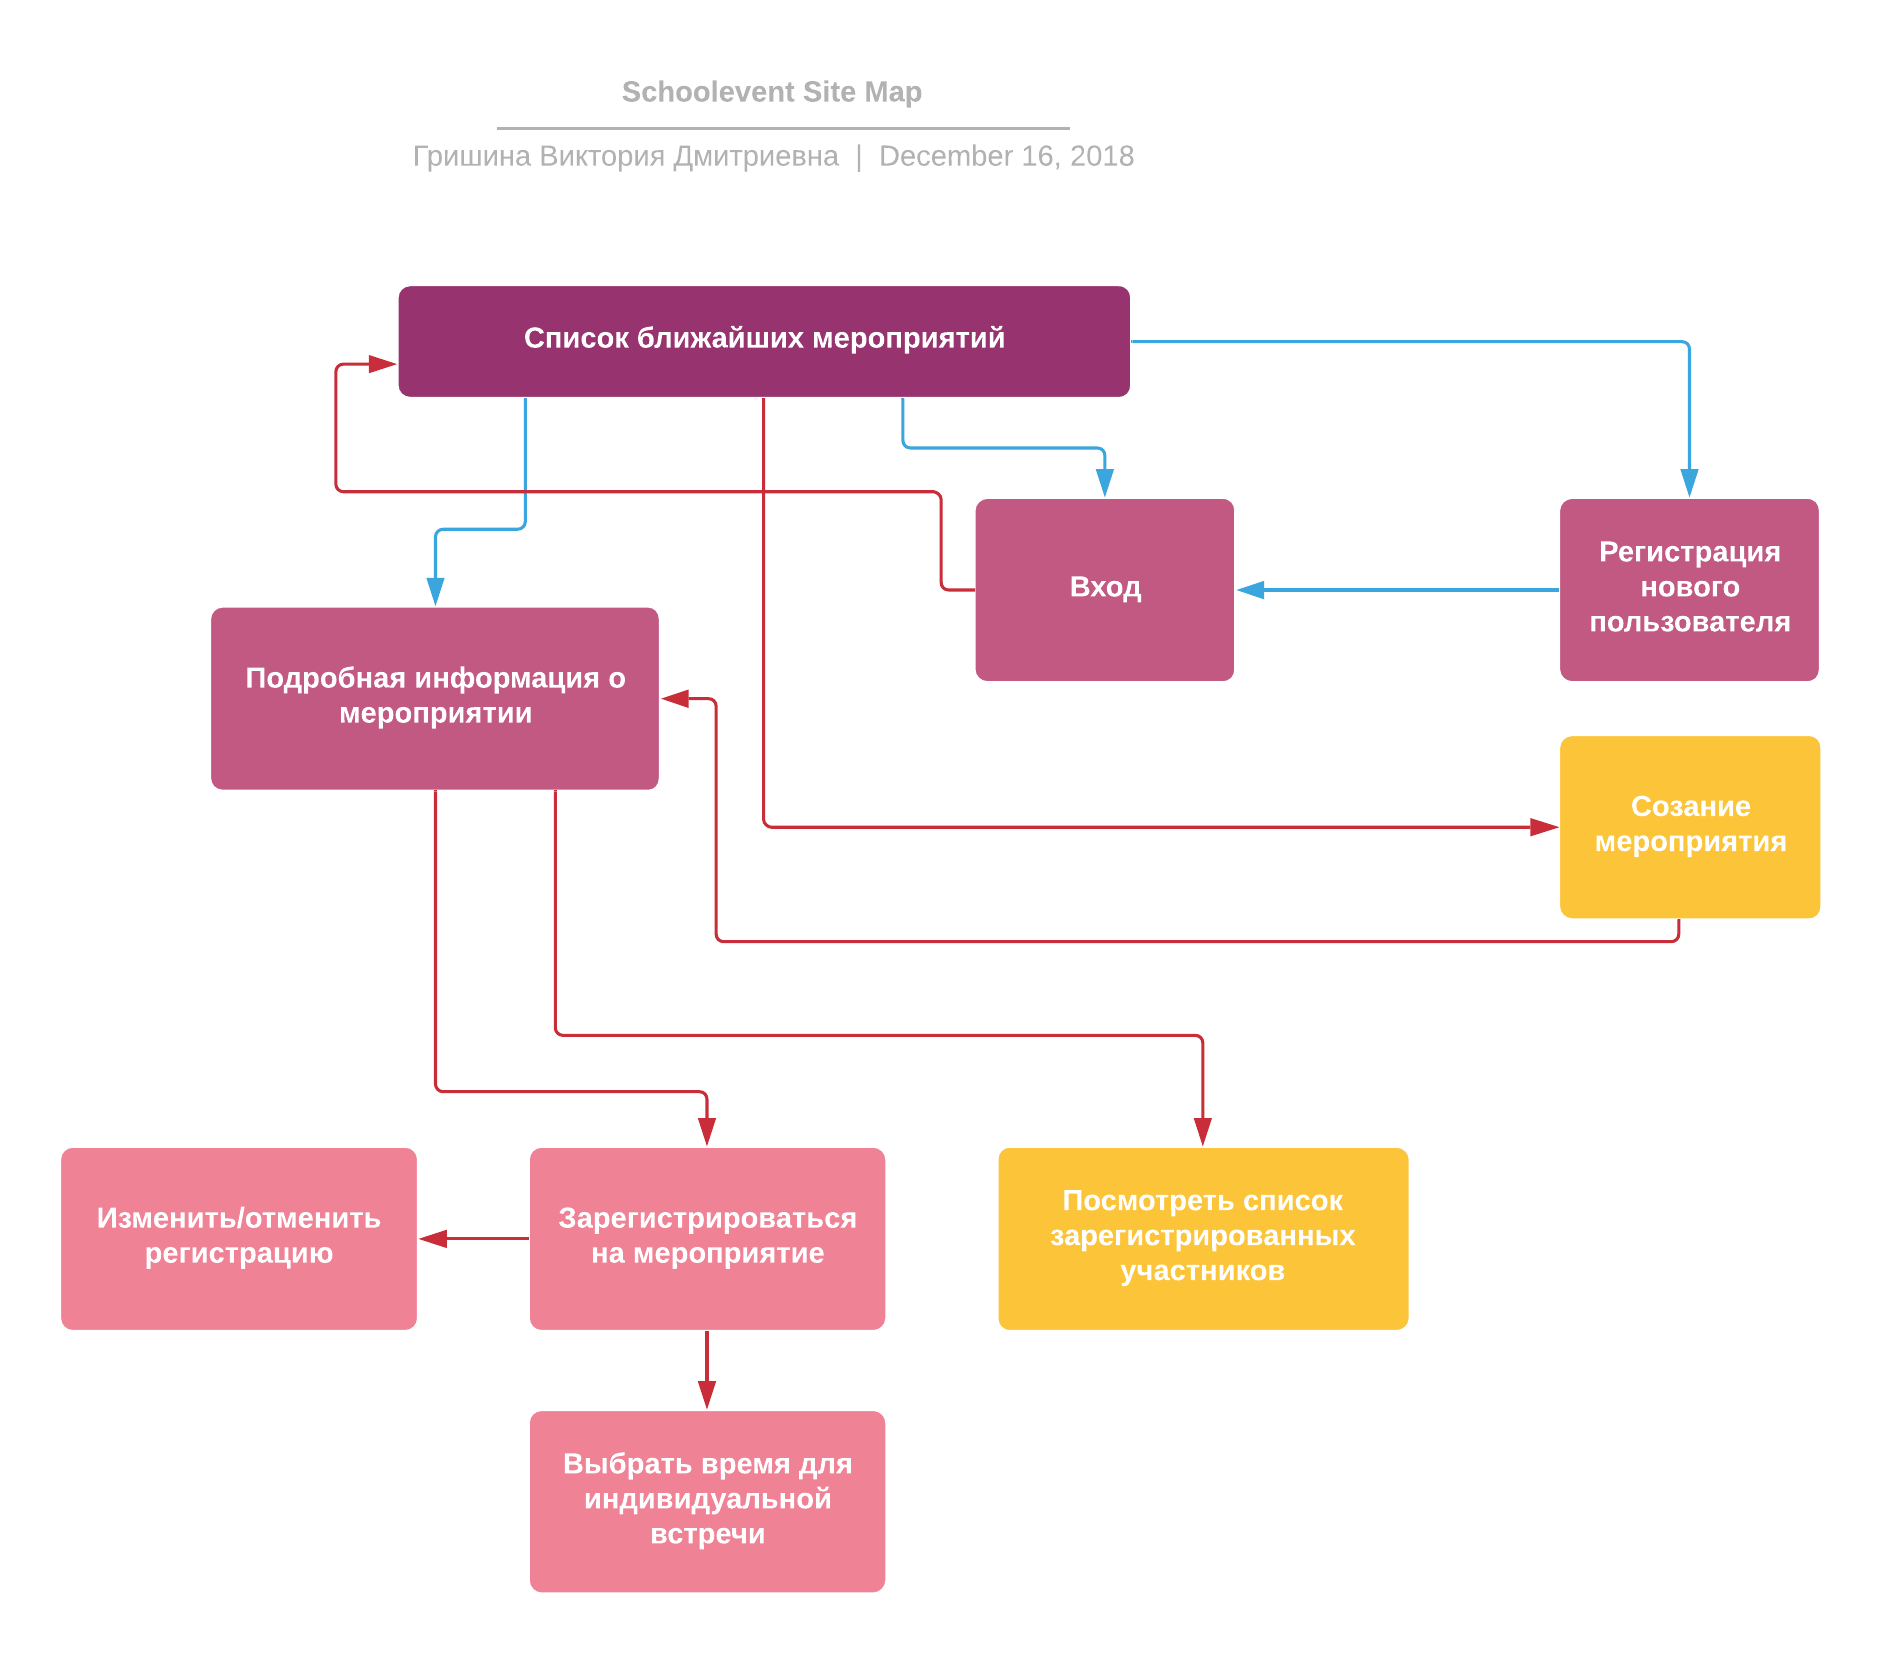 Schoolevent Site Map
Гришина Виктория Дмитриевна | December 16, 2018
Список ближайших мероприятий
Вход
Регистрация
нового
пользователя
Подробная информация о
мероприятии
Созание
мероприятия
Изменить/отменить
регистрацию
Зарегистрироваться
на мероприятие
Посмотреть список
зарегистрированных
участников
Выбрать время для
индивидуальной
встречи